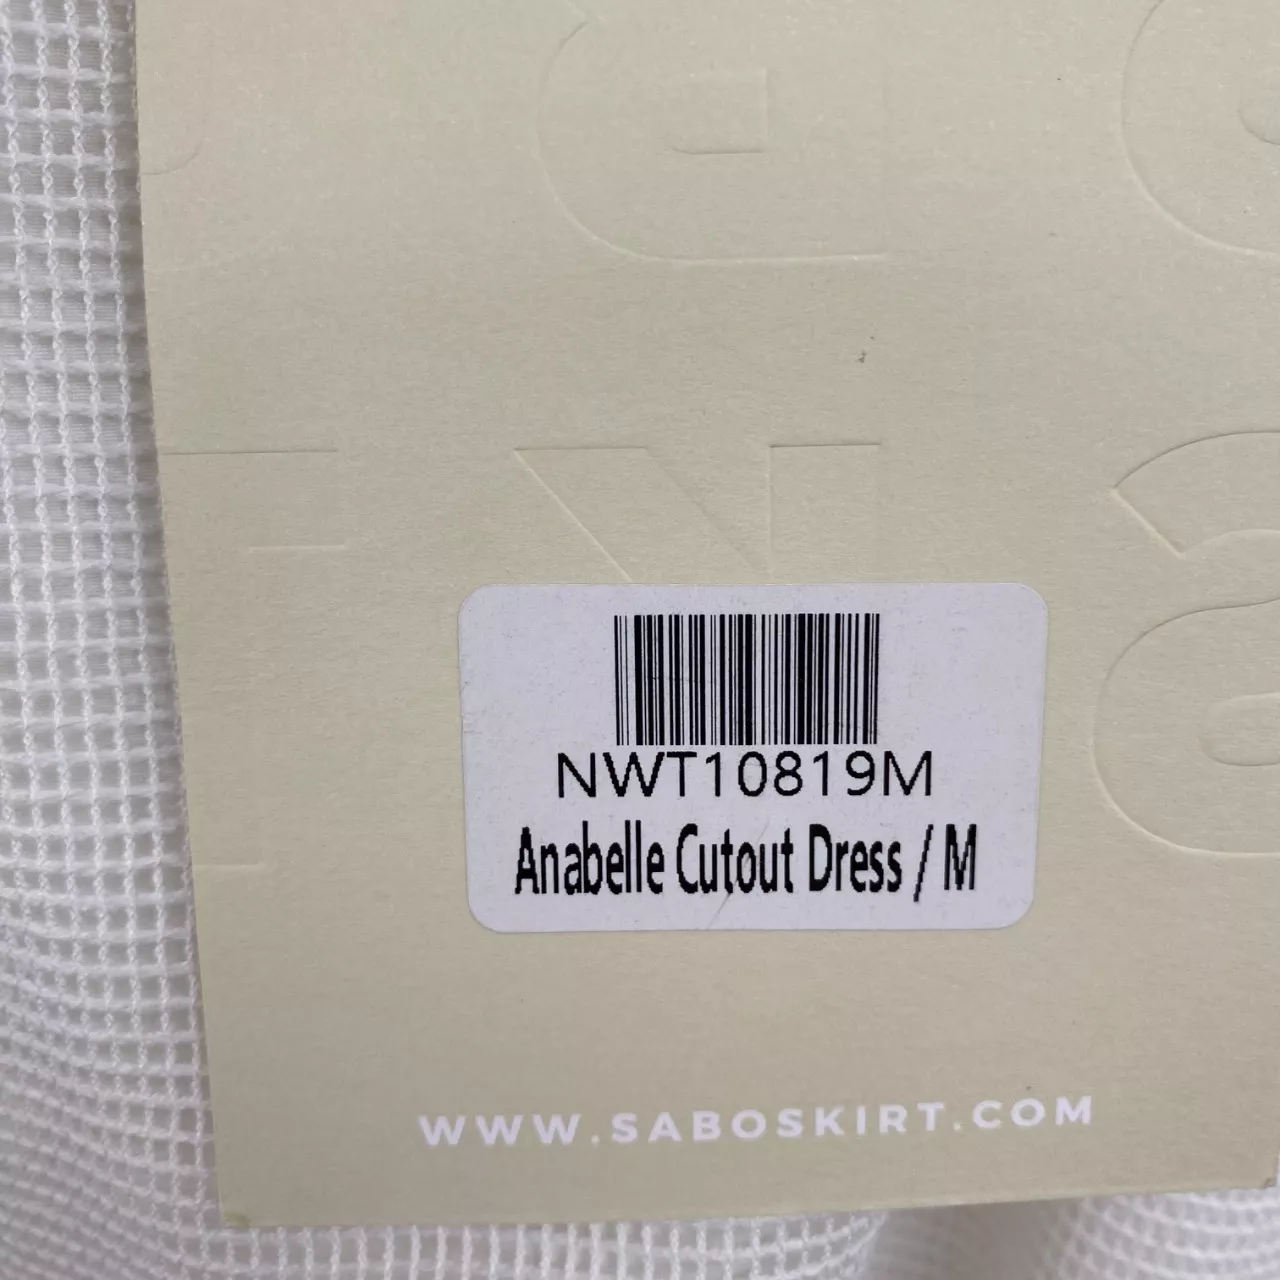 NWT10819M
Anabelle Cutout Dress / M
WWW.SABOSKIRT.COM